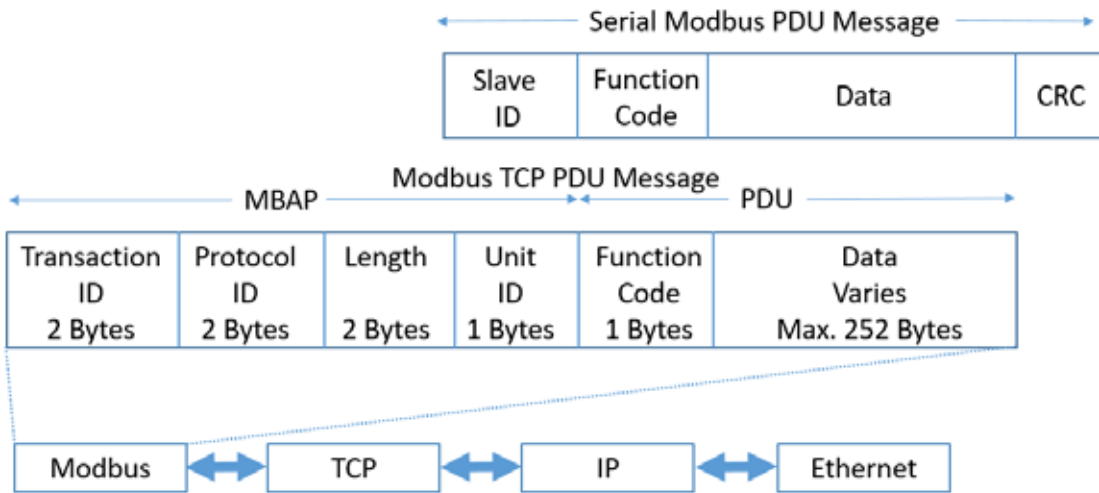 Serial Modbus PDU Message
Slave
ID
Function
Code
Data
CRC
Modbus TCP PDU Message
MBAP
PDU
Transaction
ID
2 Bytes
Protocol
ID
2 Bytes
Length
2 Bytes
Unit
ID
1 Bytes
Function
Code
1 Bytes
Data
Varies
Max. 252 Bytes
Modbus
TCP
IP
Ethernet